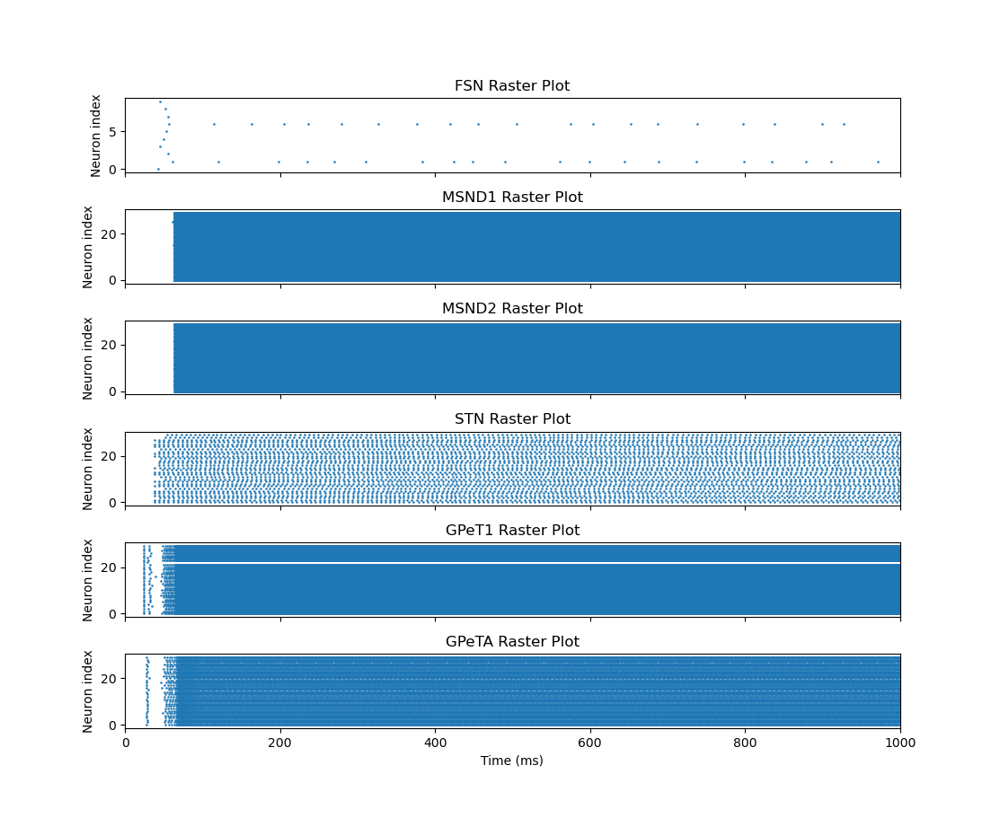 FSN Raster Plot
Neuron index
5
0
MSND1 Raster Plot
Neuron index
20
0
MSND2 Raster Plot
Neuron index
20
0
STN Raster Plot
Neuron index
20
0
GPeT1 Raster Plot
Neuron index
20
0
GPeTA Raster Plot
Neuron index
20
0
0 200 400 600 800 1000
Time (ms)